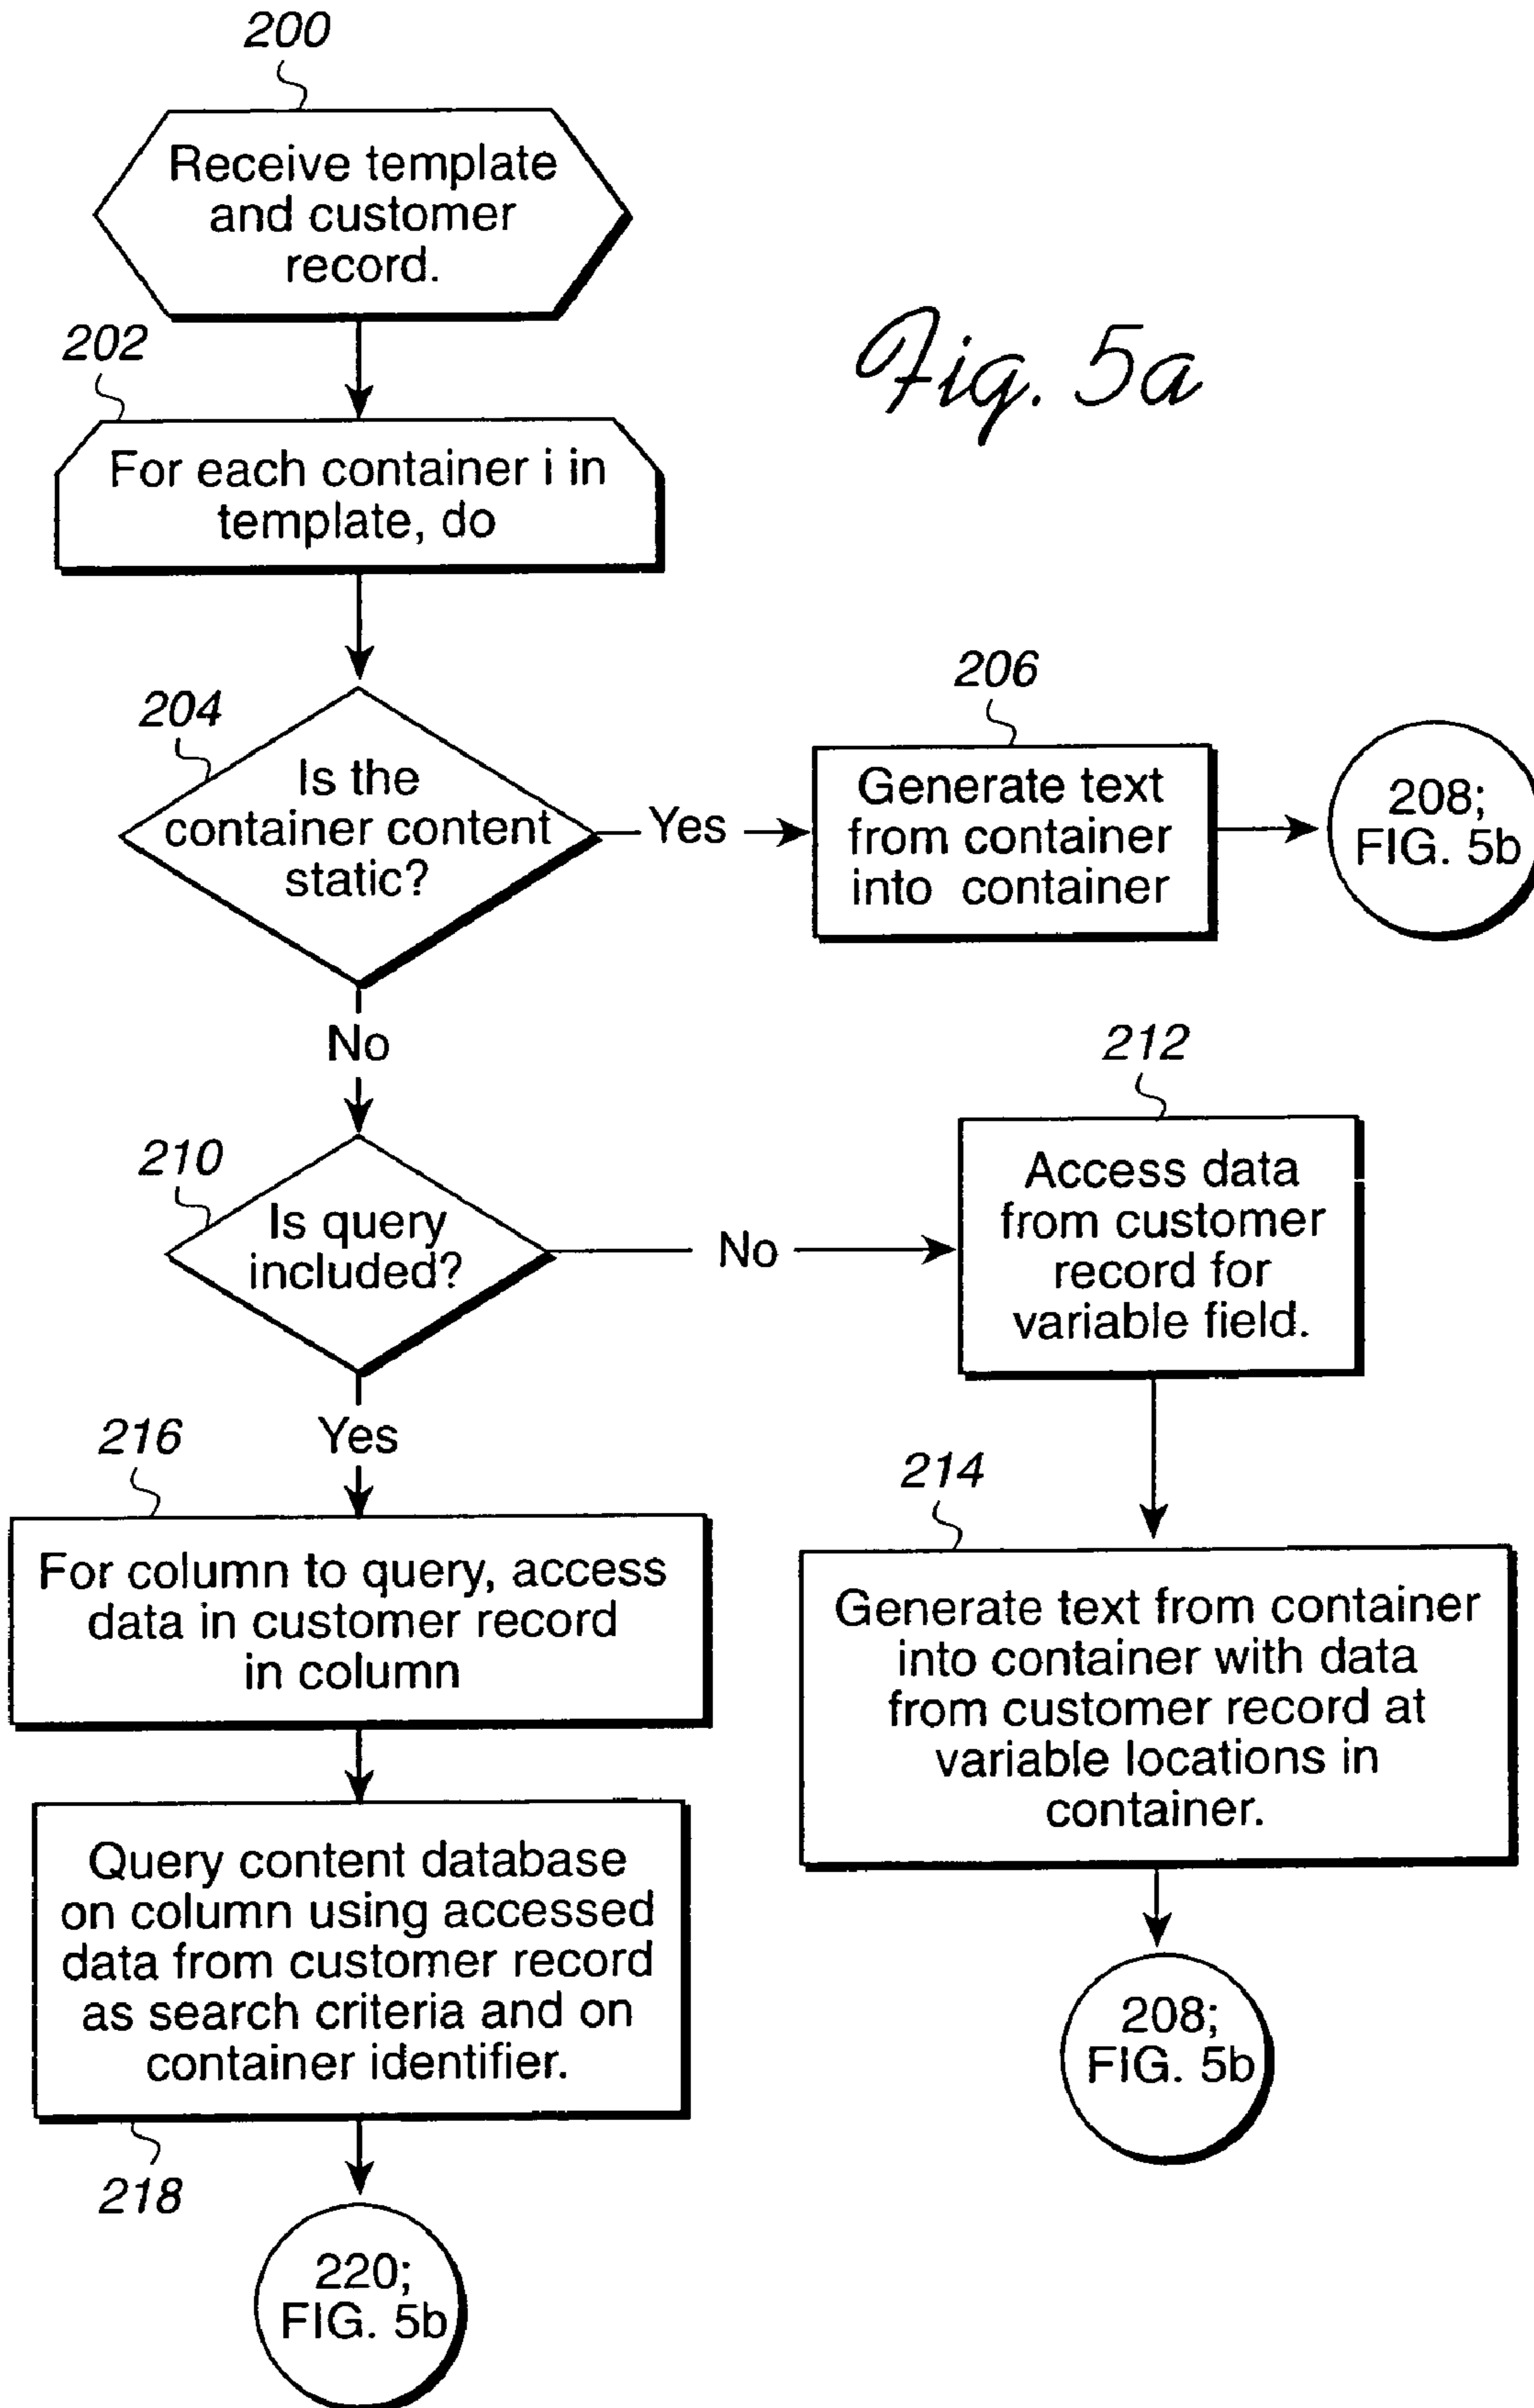 200
Receive template
and customer
record.
Fig. 5a
202
For each container i in
template, do
204
Is the
container content
static?
Yes
206
Generate text
from container
into container
208;
FIG. 5b
No
210
Is query
included?
No
212
Access data
from customer
record for
variable field.
Yes
216
For column to query, access
data in customer record
in column
214
Generate text from container
into container with data
from customer record at
variable locations in
container.
Query content database
on column using accessed
data from customer record
as search criteria and on
container identifier.
218
208;
FIG. 5b
220;
FIG. 5b